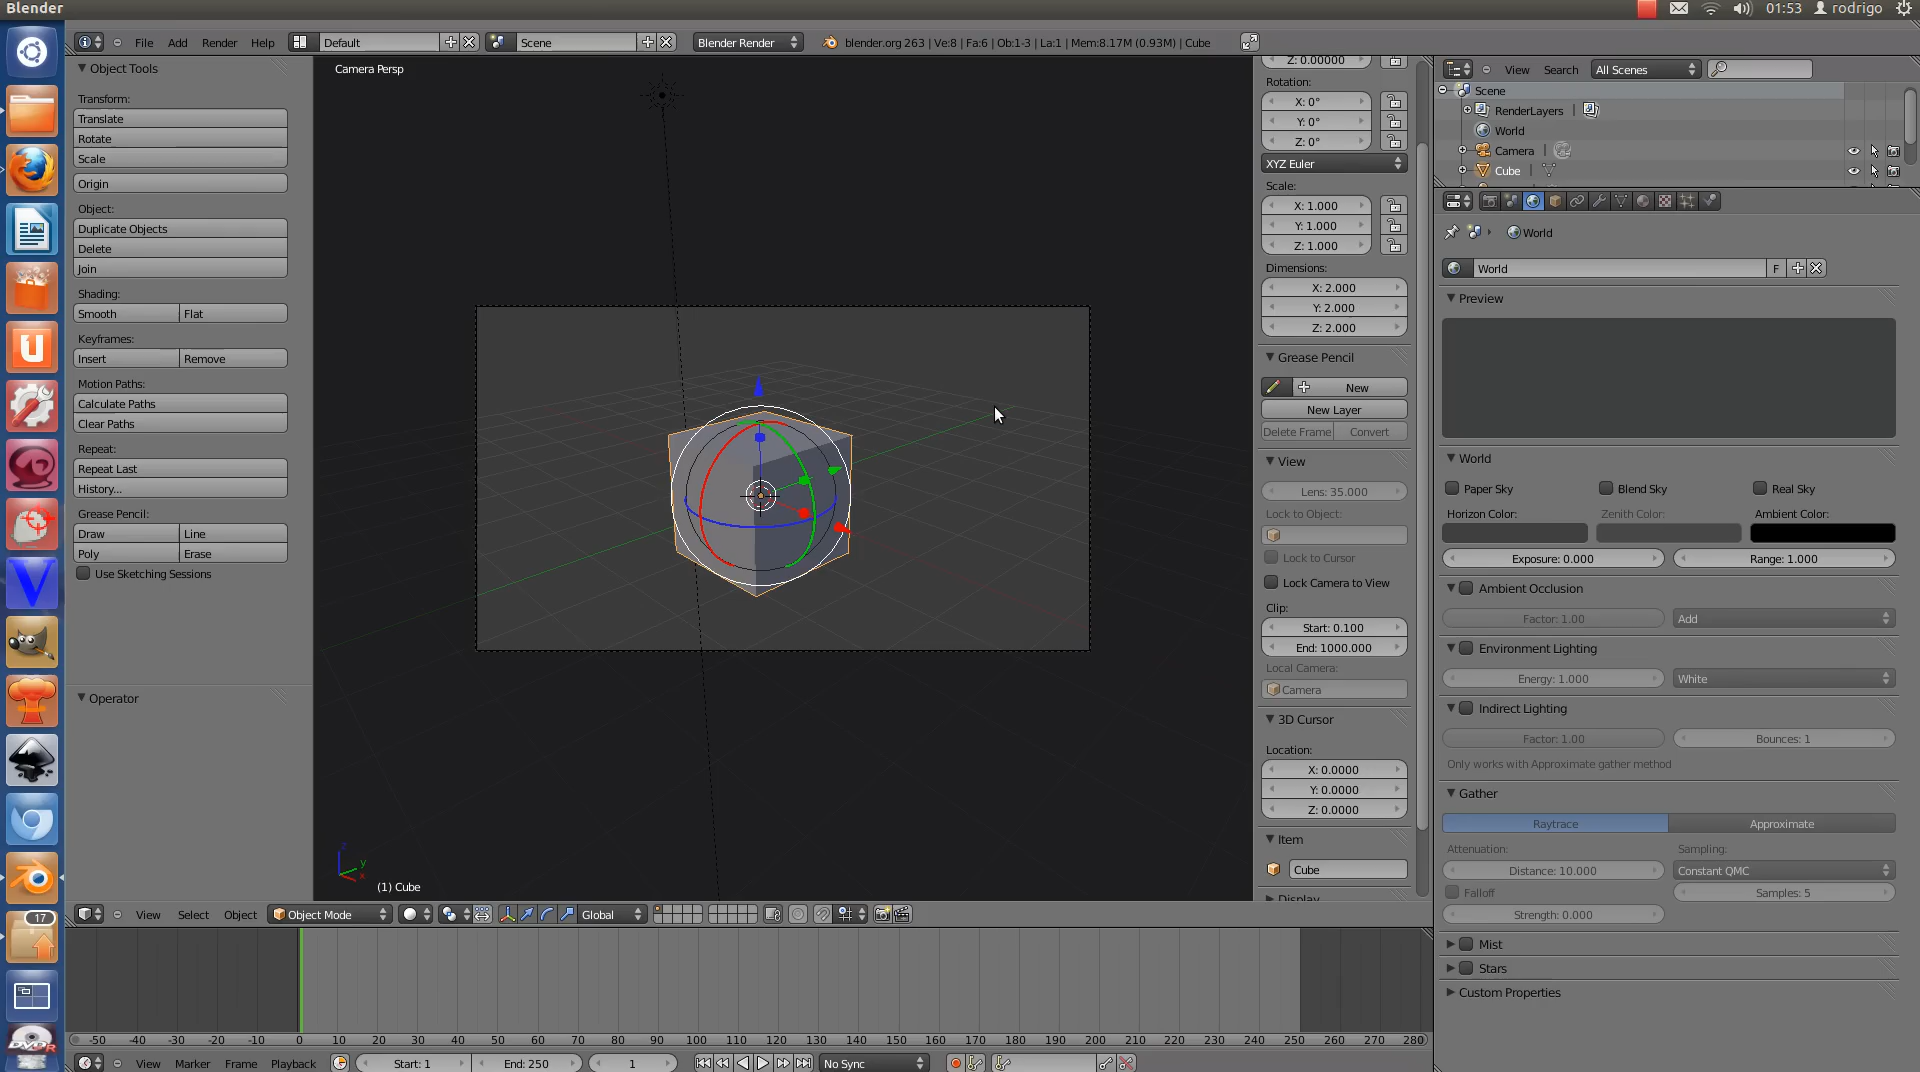 Blender
01:53 rodrigo
File Add Render Help Default Scene Blender Render blender.org 263 | Ve:8 | Fa:6 | Ob:1-3 | La:1 | Mem:8.17M (0.93M) | Cube
Object Tools
Transform:
Translate
Rotate
Scale
Origin
Object:
Duplicate Objects
Delete
Join
Shading:
Smooth Flat
Keyframes:
Insert Remove
Motion Paths:
Calculate Paths
Clear Paths
Repeat:
Repeat Last
History...
Grease Pencil:
Draw Line
Poly Erase
Use Sketching Sessions
Operator
17
Camera Persp
z
y
x
(1) Cube
Z: 0.00000
Rotation:
X: 0°
Y: 0°
Z: 0°
XYZ Euler
Scale:
X: 1.000
Y: 1.000
Z: 1.000
Dimensions:
X: 2.000
Y: 2.000
Z: 2.000
Grease Pencil
New
New Layer
Delete Frame Convert
View
Lens: 35.000
Lock to Object:
Lock to Cursor
Lock Camera to View
Clip:
Start: 0.100
End: 1000.000
Local Camera:
Camera
3D Cursor
Location:
X: 0.0000
Y: 0.0000
Z: 0.0000
Item
Cube
Display
View Search All Scenes
Scene
RenderLayers
World
Camera
Cube
World
World F
Preview
World
Paper Sky Blend Sky Real Sky
Horizon Color: Zenith Color: Ambient Color:
Exposure: 0.000 Range: 1.000
Ambient Occlusion
Factor: 1.00 Add
Environment Lighting
Energy: 1.000 White
Indirect Lighting
Factor: 1.00 Bounces: 1
Only works with Approximate gather method
Gather
Raytrace Approximate
Attenuation: Sampling:
Distance: 10.000 Constant QMC
Falloff Samples: 5
Strength: 0.000
Mist
Stars
Custom Properties
View Select Object Object Mode Global
-50 -40 -30 -20 -10 0 10 20 30 40 50 60 70 80 90 100 110 120 130 140 150 160 170 180 190 200 210 220 230 240 250 260 270 280
View Marker Frame Playback Start: 1 End: 250 1 No Sync